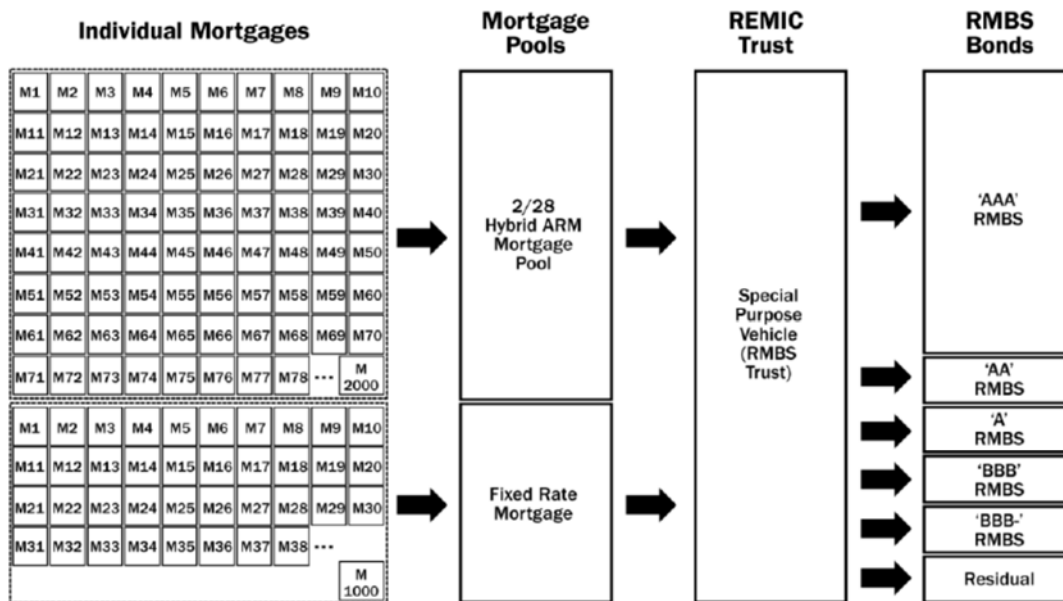 Individual Mortgages
Mortgage
Pools
REMIC
Trust
RMBS
Bonds
M1 M2 M3 M4 M5 M6 M7 M8 M9 M10
M11 M12 M13 M14 M15 M16 M17 M18 M19 M20
M21 M22 M23 M24 M25 M26 M27 M28 M29 M30
M31 M32 M33 M34 M35 M36 M37 M38 M39 M40
M41 M42 M43 M44 M45 M46 M47 M48 M49 M50
M51 M52 M53 M54 M55 M56 M57 M58 M59 M60
M61 M62 M63 M64 M65 M66 M67 M68 M69 M70
M71 M72 M73 M74 M75 M76 M77 M78 ··· M
2000
M1 M2 M3 M4 M5 M6 M7 M8 M9 M10
M11 M12 M13 M14 M15 M16 M17 M18 M19 M20
M21 M22 M23 M24 M25 M26 M27 M28 M29 M30
M31 M32 M33 M34 M35 M36 M37 M38 ···
M
1000
2/28
Hybrid ARM
Mortgage
Pool
Fixed Rate
Mortgage
Special
Purpose
Vehicle
(RMBS
Trust)
‘AAA’
RMBS
‘AA’
RMBS
‘A’
RMBS
‘BBB’
RMBS
‘BBB-’
RMBS
Residual